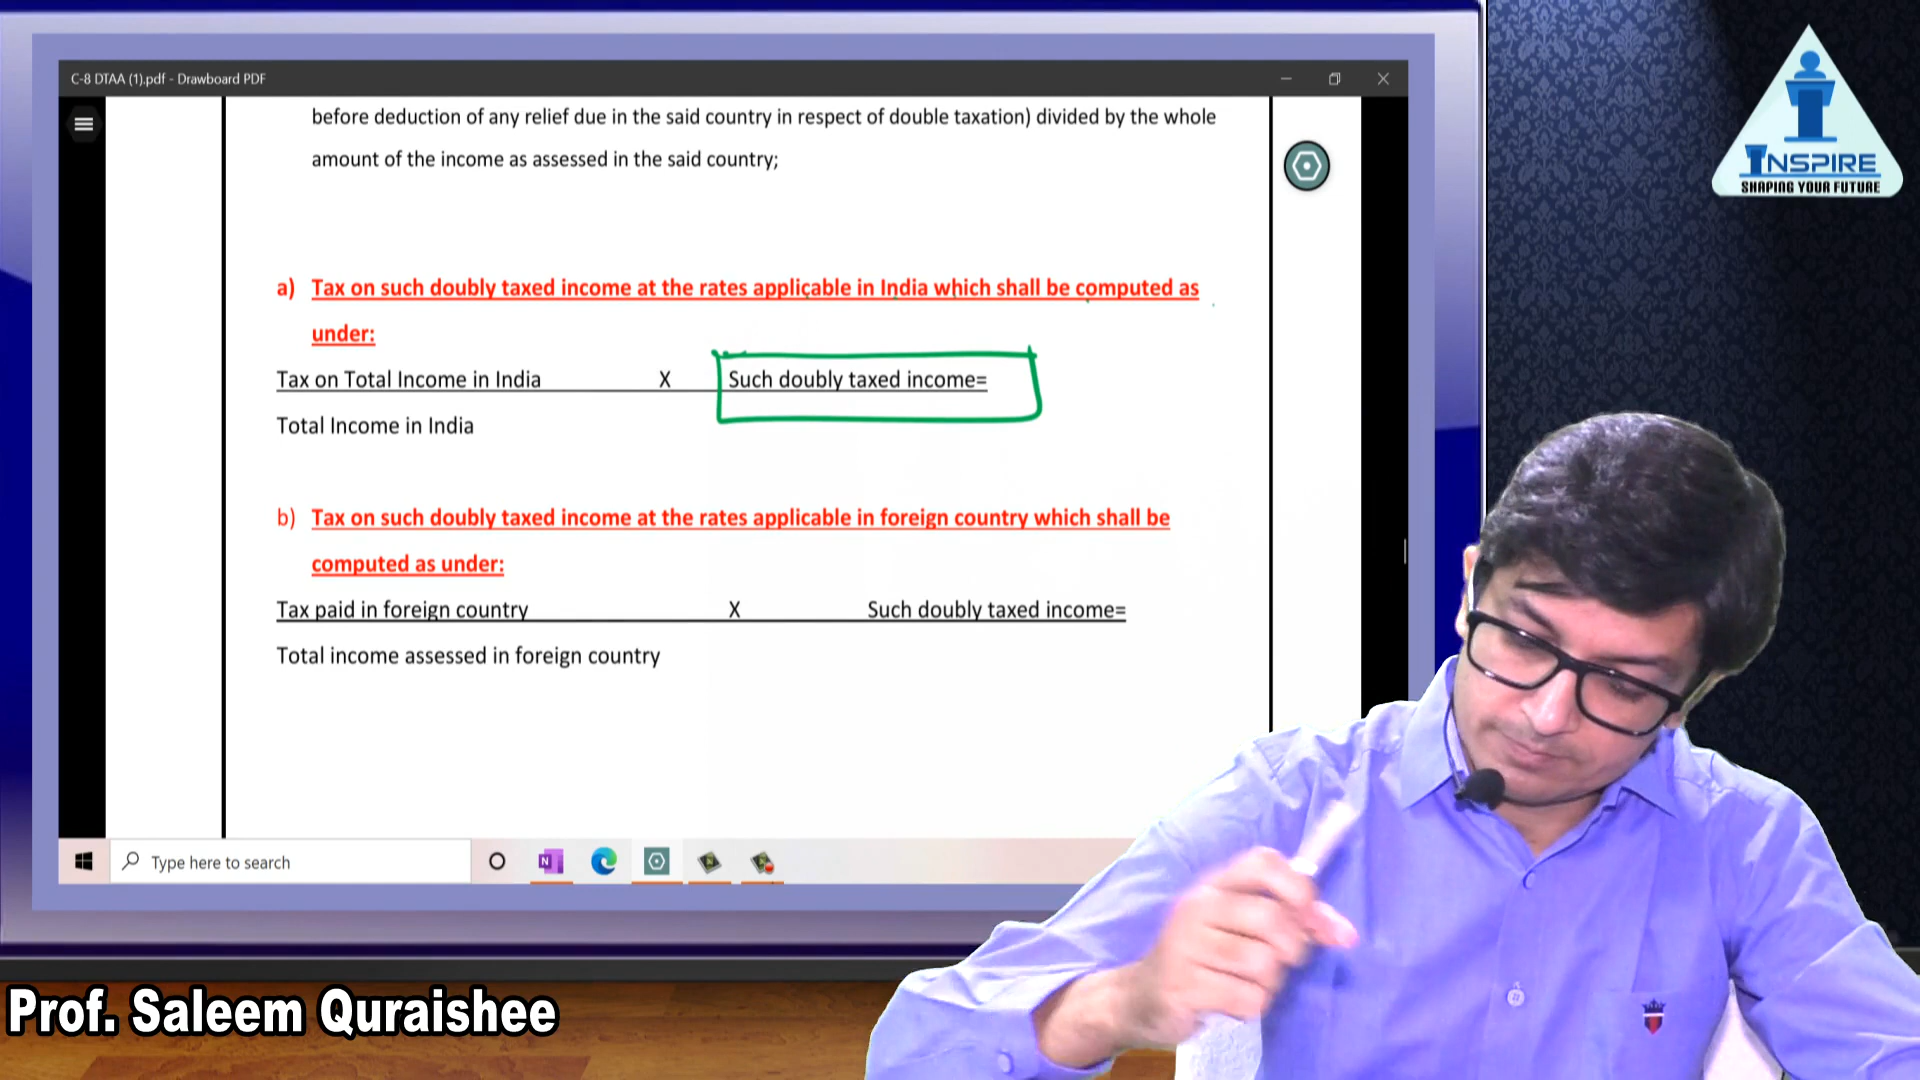 C-8 DTAA (1).pdf - Drawboard PDF
before deduction of any relief due in the said country in respect of double taxation) divided by the whole
amount of the income as assessed in the said country;
a) Tax on such doubly taxed income at the rates applicable in India which shall be computed as
under:
Tax on Total Income in India X Such doubly taxed income=
Total Income in India
b) Tax on such doubly taxed income at the rates applicable in foreign country which shall be
computed as under:
Tax paid in foreign country X Such doubly taxed income=
Total income assessed in foreign country
Type here to search
N
INSPIRE
SHAPING YOUR FUTURE
Prof. Saleem Quraishee